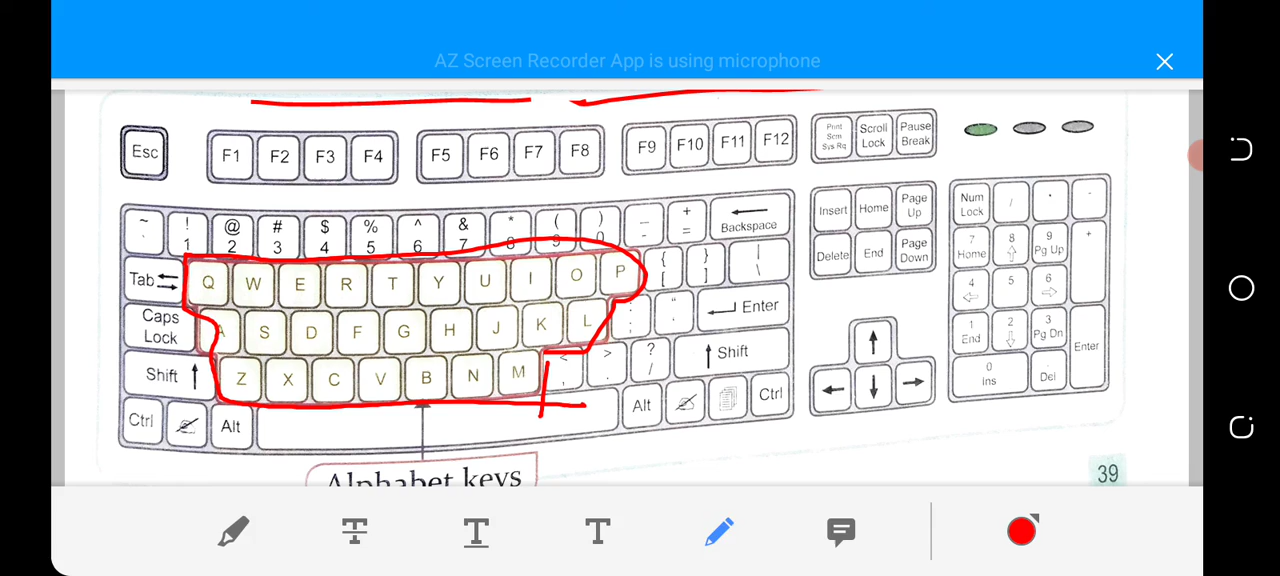 AZ Screen Recorder App is using microphone
Esc F1 F2 F3 F4 F5 F6 F7 F8 F9 F10 F11 F12 Print Scrn Sys Rq Scroll Lock Pause Break
~ ` ! 1 @ 2 # 3 $ 4 % 5 ^ 6 & 7 * 8 ( 9 ) 0 _ - + = Backspace Insert Home Page Up Num Lock / * -
Tab Q W E R T Y U I O P { [ } ] | \ Delete End Page Down 7 Home 8 9 Pg Up +
Caps Lock A S D F G H J K L : ; " ' Enter 4 5 6
Shift Z X C V B N M < , > . ? / Shift 1 End 2 3 Pg Dn Enter
Ctrl Alt Alt Ctrl 0 Ins Del
Alphabet keys
39
T T T